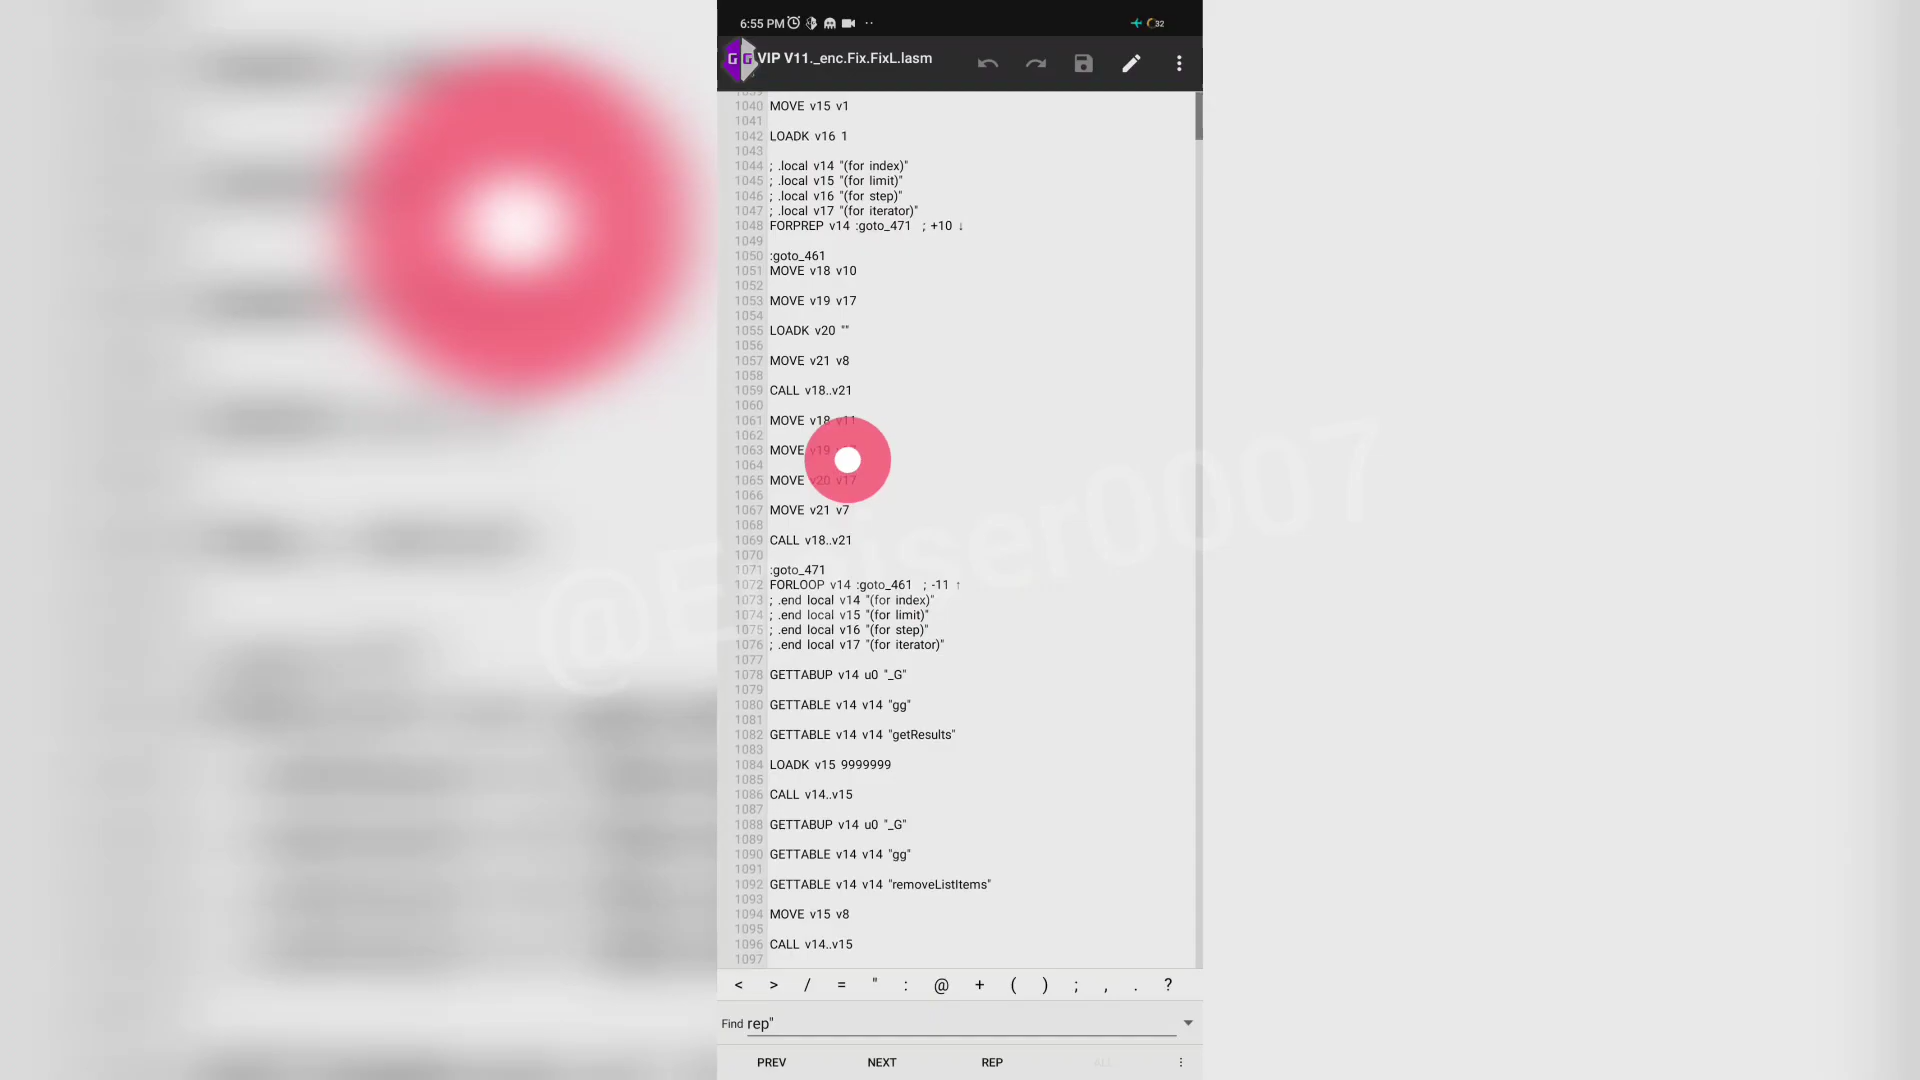 6:55 PM
32
GG VIP V11._enc.Fix.FixL.lasm
1040 MOVE v15 v1
1041
1042 LOADK v16 1
1043
1044 ; .local v14 "(for index)"
1045 ; .local v15 "(for limit)"
1046 ; .local v16 "(for step)"
1047 ; .local v17 "(for iterator)"
1048 FORPREP v14 :goto_471 ; +10 ↓
1049
1050 :goto_461
1051 MOVE v18 v10
1052
1053 MOVE v19 v17
1054
1055 LOADK v20 ""
1056
1057 MOVE v21 v8
1058
1059 CALL v18..v21
1060
1061 MOVE v18 v11
1062
1063 MOVE v19
1064
1065 MOVE v20 v17
1066
1067 MOVE v21 v7
1068
1069 CALL v18..v21
1070
1071 :goto_471
1072 FORLOOP v14 :goto_461 ; -11 ↑
1073 ; .end local v14 "(for index)"
1074 ; .end local v15 "(for limit)"
1075 ; .end local v16 "(for step)"
1076 ; .end local v17 "(for iterator)"
1077
1078 GETTABUP v14 u0 "_G"
1079
1080 GETTABLE v14 v14 "gg"
1081
1082 GETTABLE v14 v14 "getResults"
1083
1084 LOADK v15 9999999
1085
1086 CALL v14..v15
1087
1088 GETTABUP v14 u0 "_G"
1089
1090 GETTABLE v14 v14 "gg"
1091
1092 GETTABLE v14 v14 "removeListItems"
1093
1094 MOVE v15 v8
1095
1096 CALL v14..v15
1097
< > / = " : @ + ( ) ; , . ?
Find rep"
PREV NEXT REP ALL